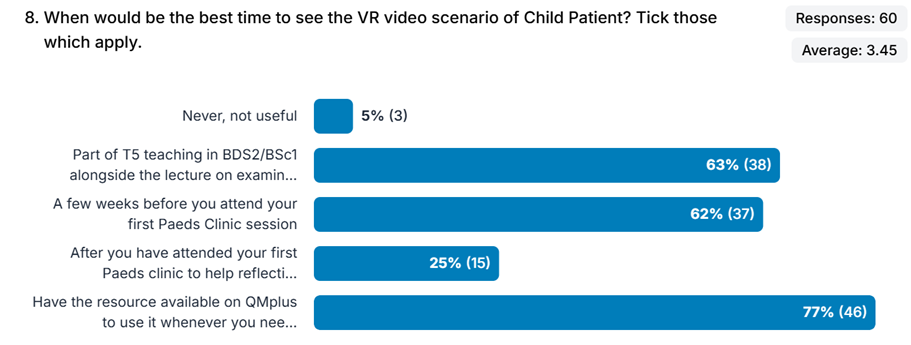 8. When would be the best time to see the VR video scenario of Child Patient? Tick those
which apply.
Responses: 60
Average: 3.45
Never, not useful
5% (3)
Part of T5 teaching in BDS2/BSc1
alongside the lecture on examin...
63% (38)
A few weeks before you attend your
first Paeds Clinic session
62% (37)
After you have attended your first
Paeds clinic to help reflecti...
25% (15)
Have the resource available on QMplus
to use it whenever you nee...
77% (46)